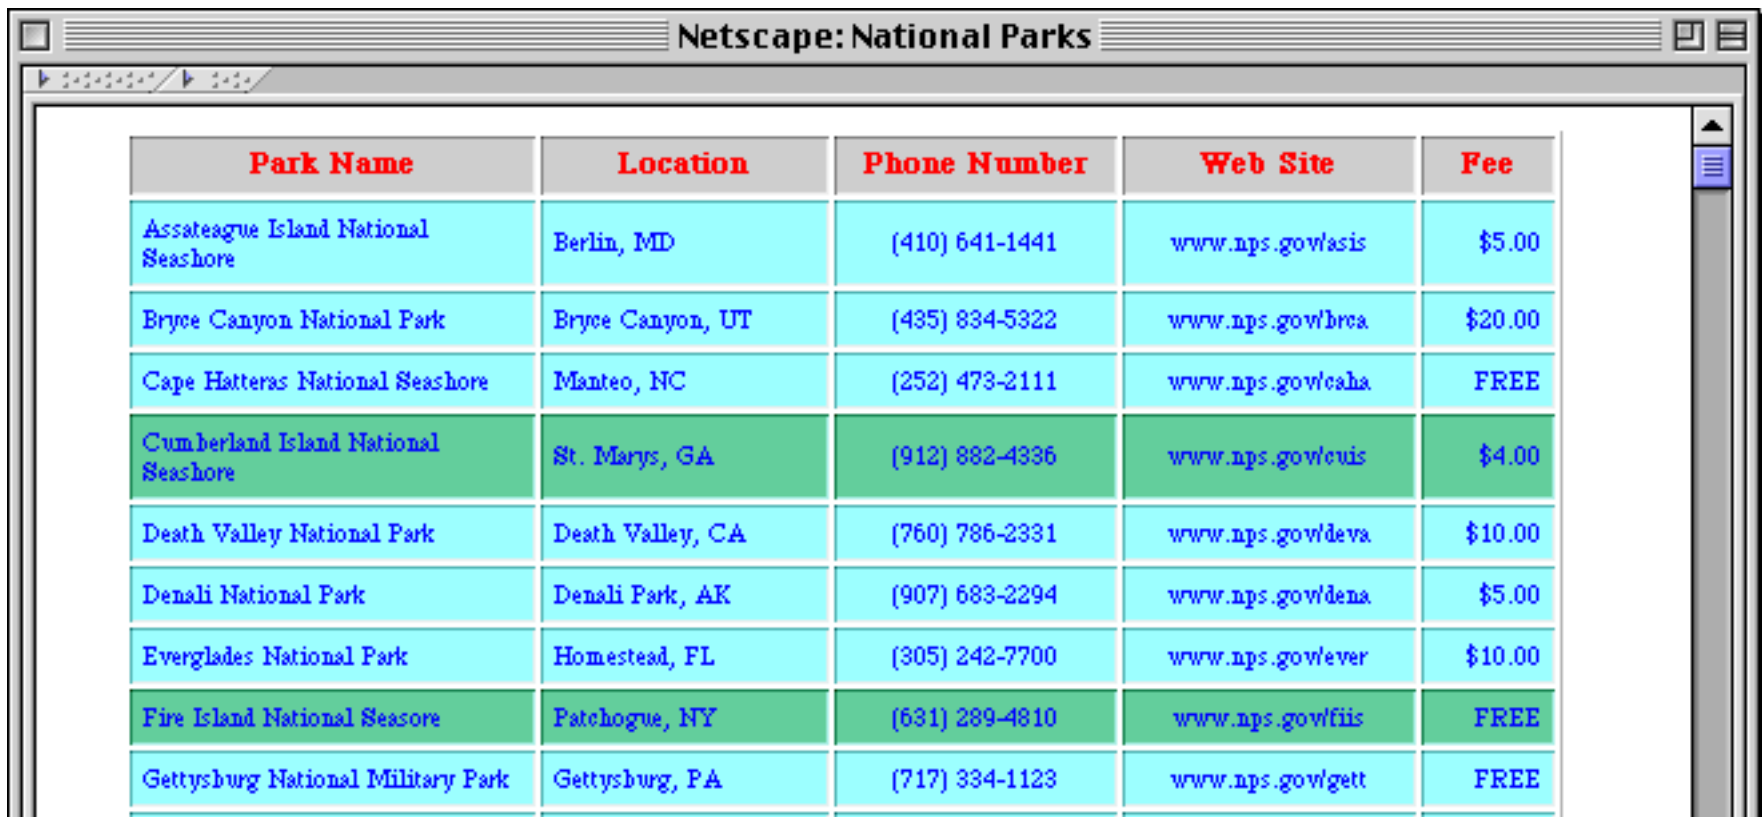 Netscape: National Parks
Park Name Location Phone Number Web Site Fee
Assateague Island National
Seashore Berlin, MD (410) 641-1441 www.nps.gov/asis $5.00
Bryce Canyon National Park Bryce Canyon, UT (435) 834-5322 www.nps.gov/brca $20.00
Cape Hatteras National Seashore Manteo, NC (252) 473-2111 www.nps.gov/caha FREE
Cumberland Island National
Seashore St. Marys, GA (912) 882-4336 www.nps.gov/cuis $4.00
Death Valley National Park Death Valley, CA (760) 786-2331 www.nps.gov/deva $10.00
Denali National Park Denali Park, AK (907) 683-2294 www.nps.gov/dena $5.00
Everglades National Park Homestead, FL (305) 242-7700 www.nps.gov/ever $10.00
Fire Island National Seasore Patchogue, NY (631) 289-4810 www.nps.gov/fiis FREE
Gettysburg National Military Park Gettysburg, PA (717) 334-1123 www.nps.gov/gett FREE